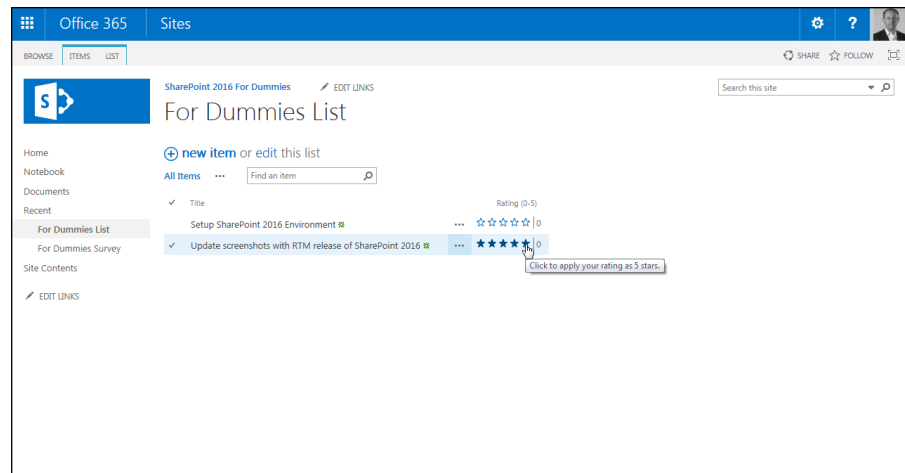 Office 365 Sites ?
BROWSE ITEMS LIST SHARE FOLLOW
S
SharePoint 2016 For Dummies EDIT LINKS Search this site
For Dummies List
Home
new item or edit this list
Notebook
All Items ... Find an item
Documents
Recent
Title Rating (0-5)
For Dummies List
Setup SharePoint 2016 Environment ... 0
For Dummies Survey
Update screenshots with RTM release of SharePoint 2016 ... 0
Site Contents
Click to apply your rating as 5 stars.
EDIT LINKS